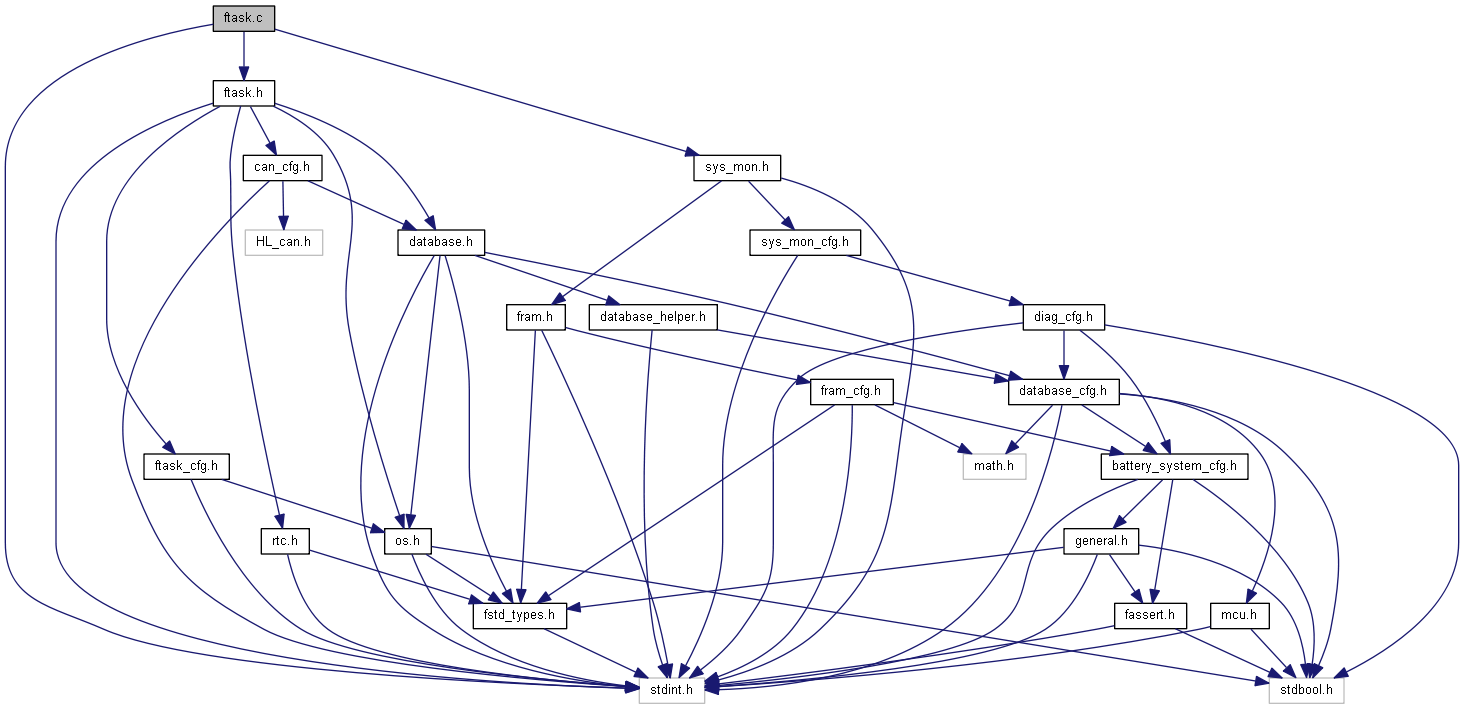 ftask.c
ftask.h
can_cfg.h
sys_mon.h
HL_can.h
database.h
sys_mon_cfg.h
fram.h
database_helper.h
diag_cfg.h
fram_cfg.h
database_cfg.h
ftask_cfg.h
math.h
battery_system_cfg.h
rtc.h
os.h
general.h
fstd_types.h
fassert.h
mcu.h
stdint.h
stdbool.h